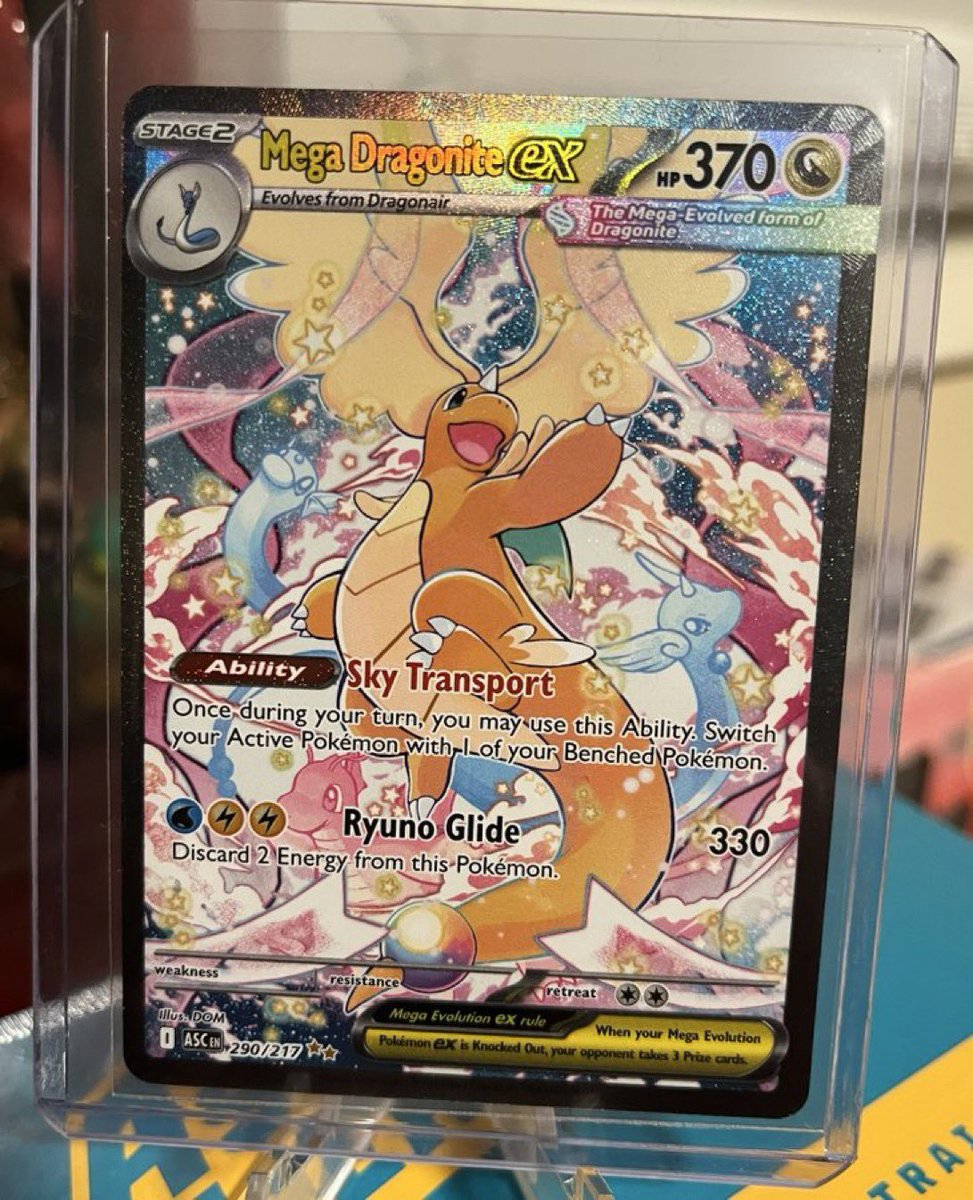 STAGE2
Mega Dragonite ex
HP370
Evolves from Dragonair
The Mega-Evolved form of
Dragonite
Ability Sky Transport
Once during your turn, you may use this Ability. Switch
your Active Pokémon with 1 of your Benched Pokémon.
Ryuno Glide 330
Discard 2 Energy from this Pokémon.
weakness resistance retreat
Illus. DOM
I ASC EN 290/217
Mega Evolution ex rule
When your Mega Evolution
Pokémon ex is Knocked Out, your opponent takes 3 Prize cards.
TRAI